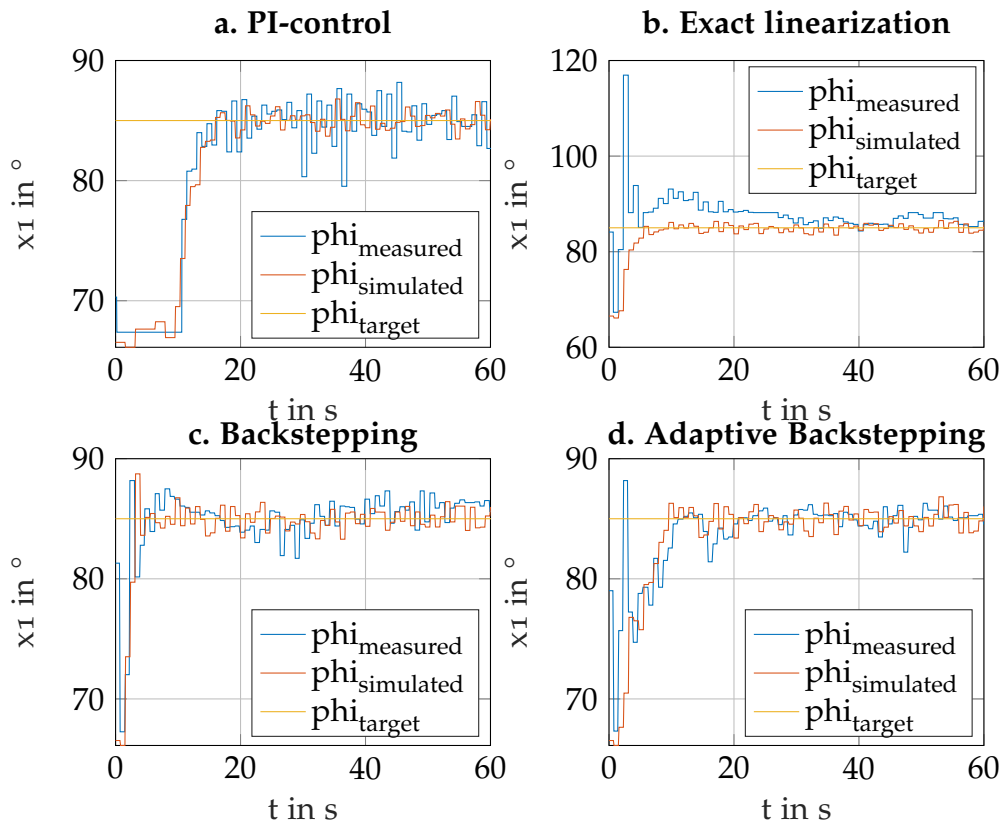 a. PI-control
90
80
70
0
20
40
60
x1 in °
t in s
phi_measured
phi_simulated
phi_target
b. Exact linearization
120
100
80
60
0
20
40
60
x1 in °
t in s
phi_measured
phi_simulated
phi_target
c. Backstepping
90
80
70
0
20
40
60
x1 in °
t in s
phi_measured
phi_simulated
phi_target
d. Adaptive Backstepping
90
80
70
0
20
40
60
x1 in °
t in s
phi_measured
phi_simulated
phi_target